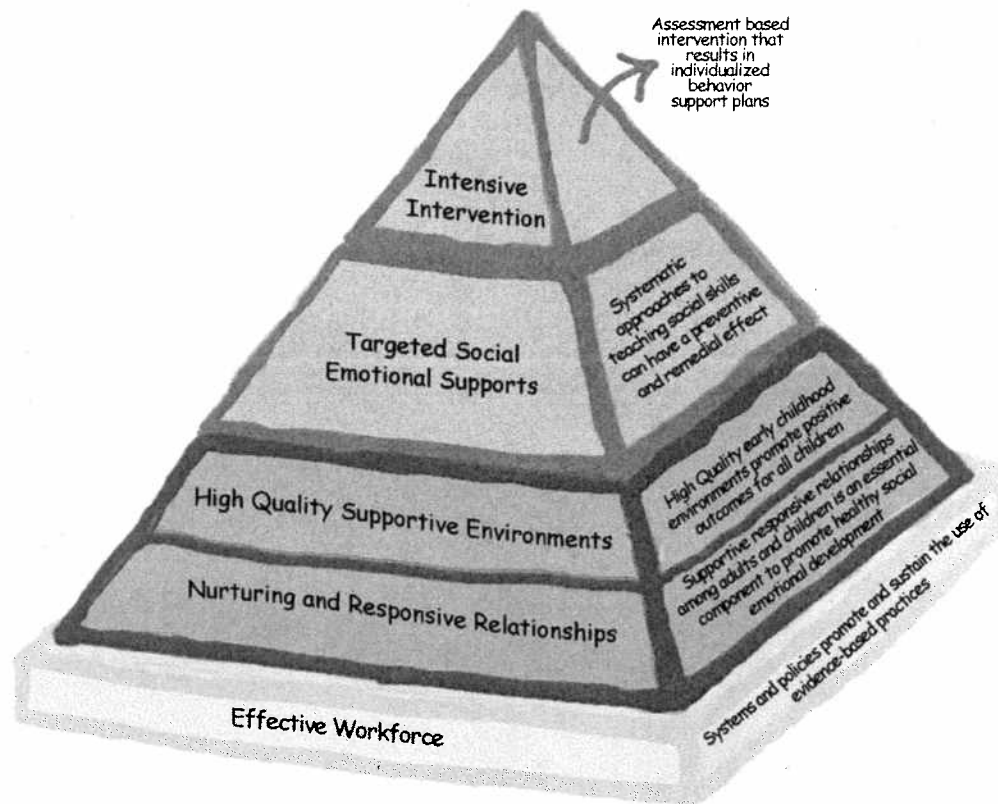 Assessment based
intervention that
results in
individualized
behavior
support plans
Intensive
Intervention
Systematic
approaches to
teaching social skills
can have a preventive
and remedial effect
Targeted Social
Emotional Supports
High Quality early childhood
environments promote positive
outcomes for all children
High Quality Supportive Environments
Supportive responsive relationships
among adults and children is an essential
component to promote healthy social
emotional development
Nurturing and Responsive Relationships
Systems and policies promote and sustain the use of
evidence-based practices
Effective Workforce